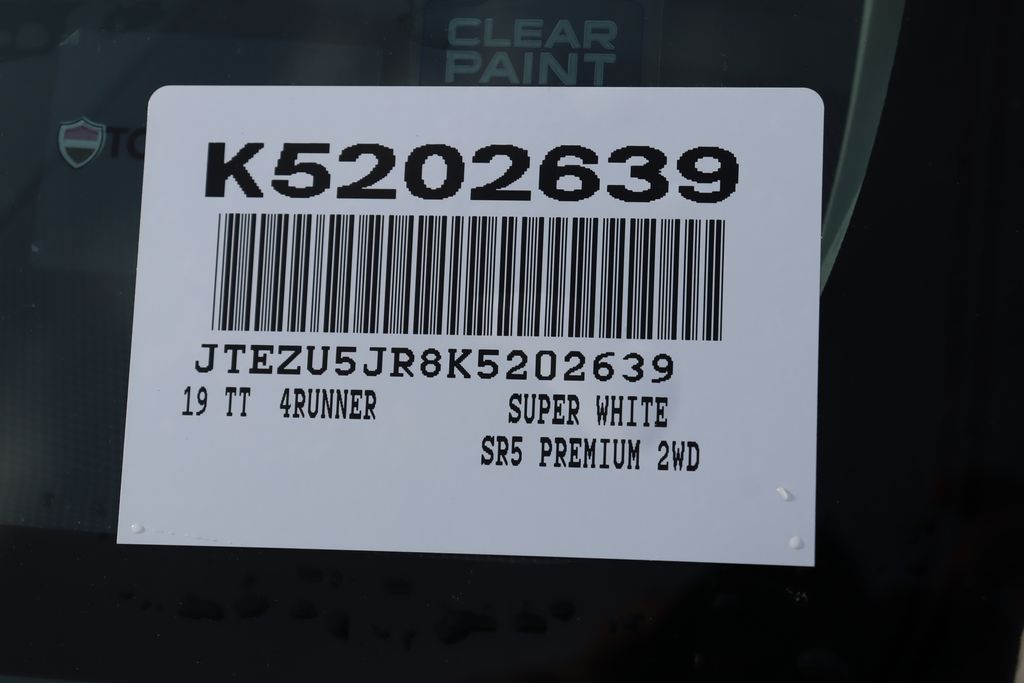 CLEAR
PAINT
K5202639
JTEZU5JR8K5202639
19 TT 4RUNNER SUPER WHITE
SR5 PREMIUM 2WD